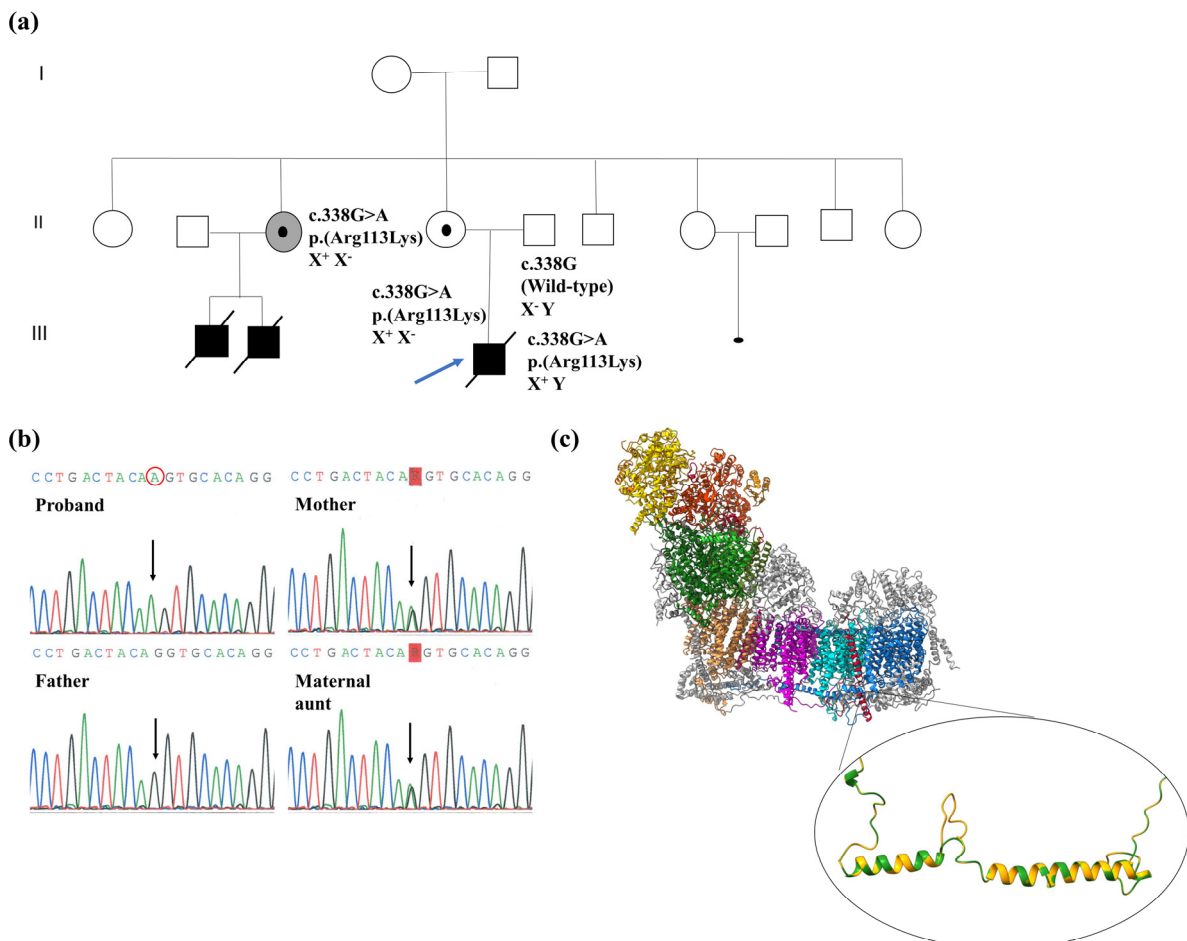 (a)
I
II
c.338G>A
p.(Arg113Lys)
X+ X-
c.338G
(Wild-type)
X- Y
c.338G>A
p.(Arg113Lys)
X+ X-
III
c.338G>A
p.(Arg113Lys)
X+ Y
(b)
(c)
CCTGACTACAAGTGCACAGG
Proband
CCTGACTACARGTGCACAGG
Mother
CCTGACTACAGGTGCACAGG
Father
CCTGACTACARGTGCACAGG
Maternal
aunt